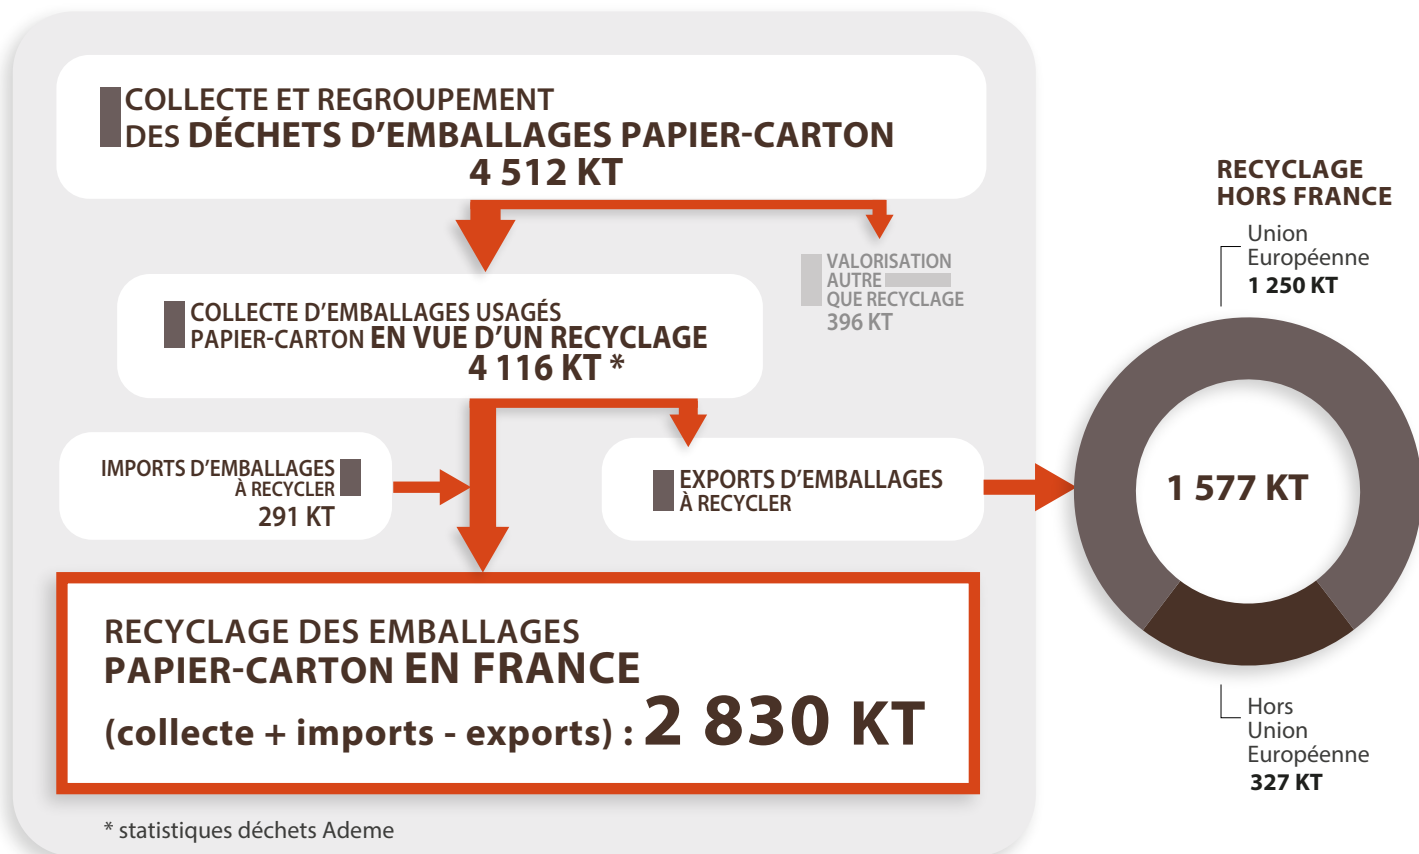 COLLECTE ET REGROUPEMENT
DES DÉCHETS D'EMBALLAGES PAPIER-CARTON
4 512 KT
VALORISATION
AUTRE
QUE RECYCLAGE
396 KT
COLLECTE D'EMBALLAGES USAGÉS
PAPIER-CARTON EN VUE D'UN RECYCLAGE
4 116 KT *
IMPORTS D'EMBALLAGES
À RECYCLER
291 KT
EXPORTS D'EMBALLAGES
À RECYCLER
RECYCLAGE DES EMBALLAGES
PAPIER-CARTON EN FRANCE
(collecte + imports - exports) : 2 830 KT
* statistiques déchets Ademe
RECYCLAGE
HORS FRANCE
Union
Européenne
1 250 KT
1 577 KT
Hors
Union
Européenne
327 KT